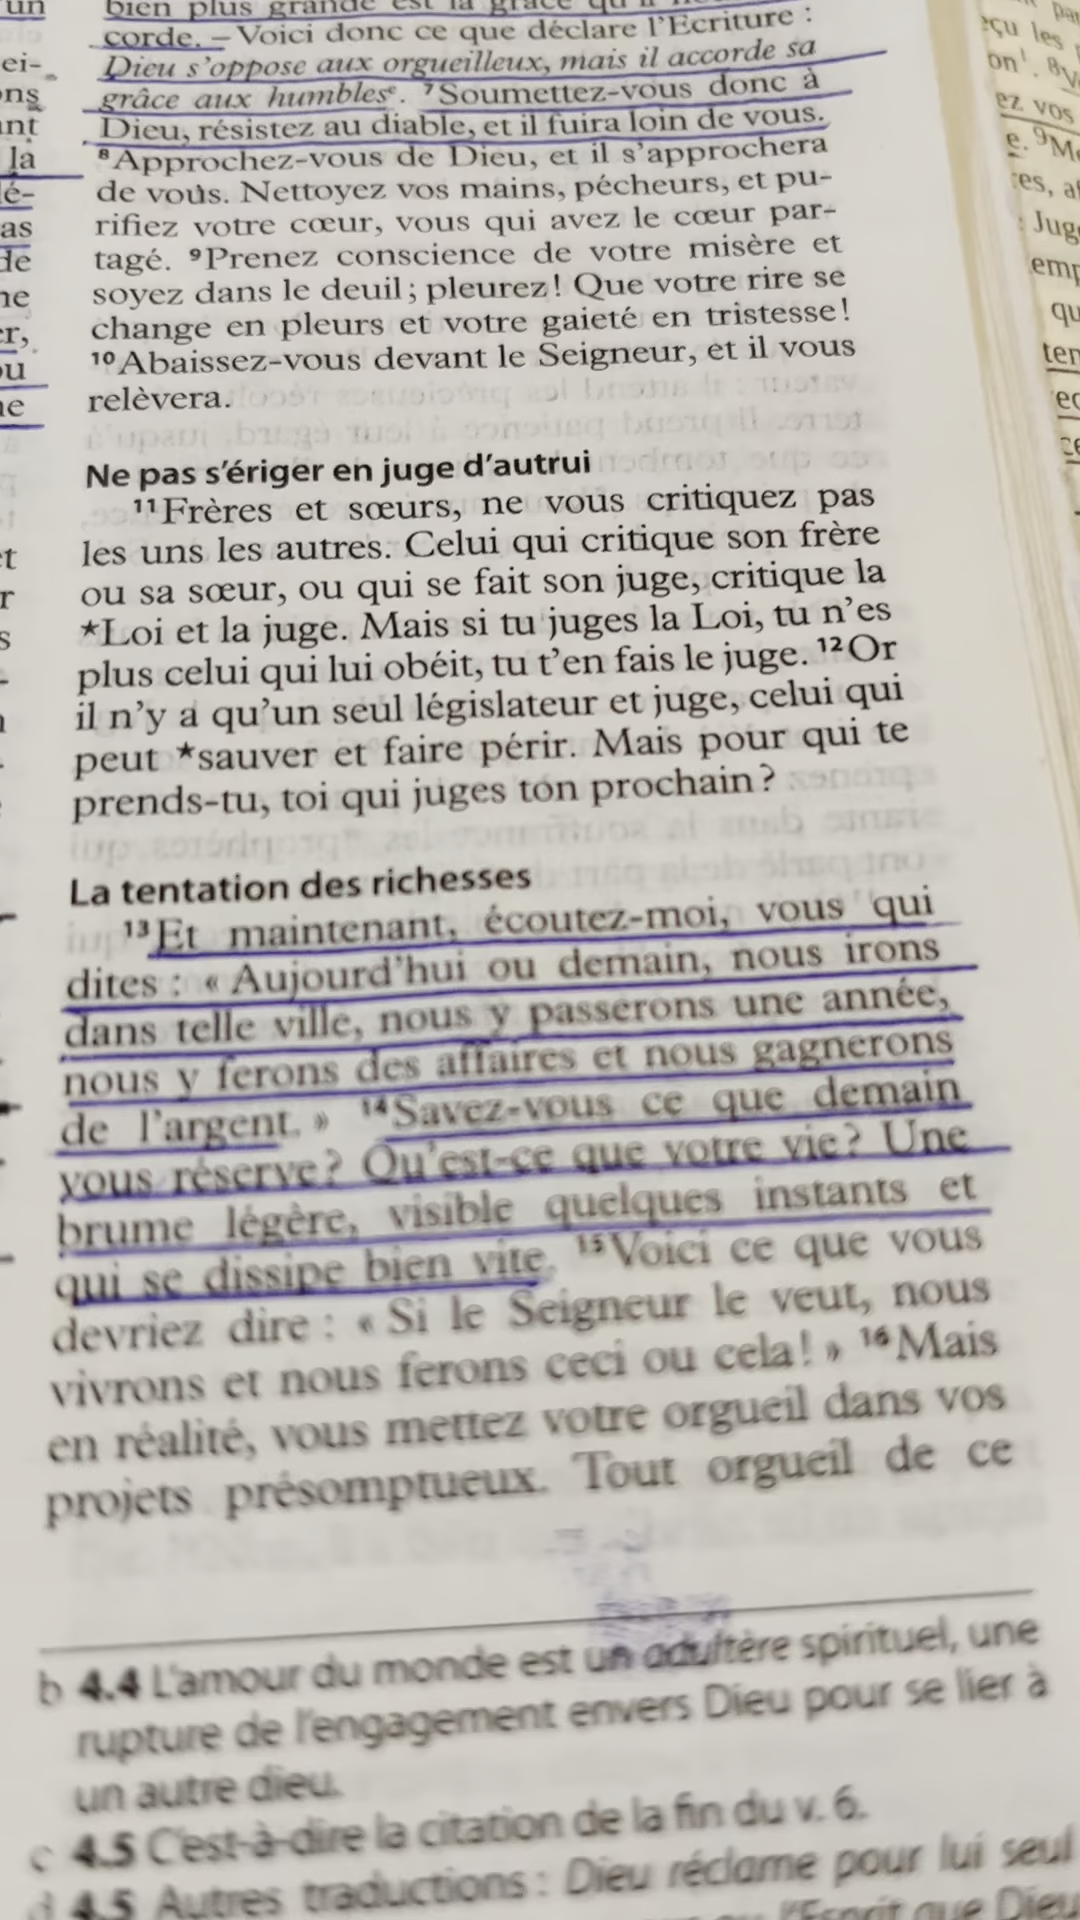 bien plus grande est la grâce
corde. – Voici donc ce que déclare l'Ecriture :
Dieu s'oppose aux orgueilleux, mais il accorde sa
grâce aux humblesᵉ. ⁷Soumettez-vous donc à
Dieu, résistez au diable, et il fuira loin de vous.
⁸Approchez-vous de Dieu, et il s'approchera
de vous. Nettoyez vos mains, pécheurs, et pu-
rifiez votre cœur, vous qui avez le cœur par-
tagé. ⁹Prenez conscience de votre misère et
soyez dans le deuil ; pleurez ! Que votre rire se
change en pleurs et votre gaieté en tristesse !
¹⁰Abaissez-vous devant le Seigneur, et il vous
relèvera.
Ne pas s'ériger en juge d'autrui
¹¹Frères et sœurs, ne vous critiquez pas
les uns les autres. Celui qui critique son frère
ou sa sœur, ou qui se fait son juge, critique la
*Loi et la juge. Mais si tu juges la Loi, tu n'es
plus celui qui lui obéit, tu t'en fais le juge. ¹²Or
il n'y a qu'un seul législateur et juge, celui qui
peut *sauver et faire périr. Mais pour qui te
prends-tu, toi qui juges ton prochain ?
La tentation des richesses
¹³Et maintenant, écoutez-moi, vous qui
dites : « Aujourd'hui ou demain, nous irons
dans telle ville, nous y passerons une année,
nous y ferons des affaires et nous gagnerons
de l'argent. » ¹⁴Savez-vous ce que demain
vous réserve ? Qu'est-ce que votre vie ? Une
brume légère, visible quelques instants et
qui se dissipe bien vite. ¹⁵Voici ce que vous
devriez dire : « Si le Seigneur le veut, nous
vivrons et nous ferons ceci ou cela ! » ¹⁶Mais
en réalité, vous mettez votre orgueil dans vos
projets présomptueux. Tout orgueil de ce
b 4.4 L'amour du monde est un adultère spirituel, une
rupture de l'engagement envers Dieu pour se lier à
un autre dieu.
c 4.5 C'est-à-dire la citation de la fin du v. 6.
d 4.5 Autres traductions : Dieu réclame pour lui seul
l'Esprit que Dieu